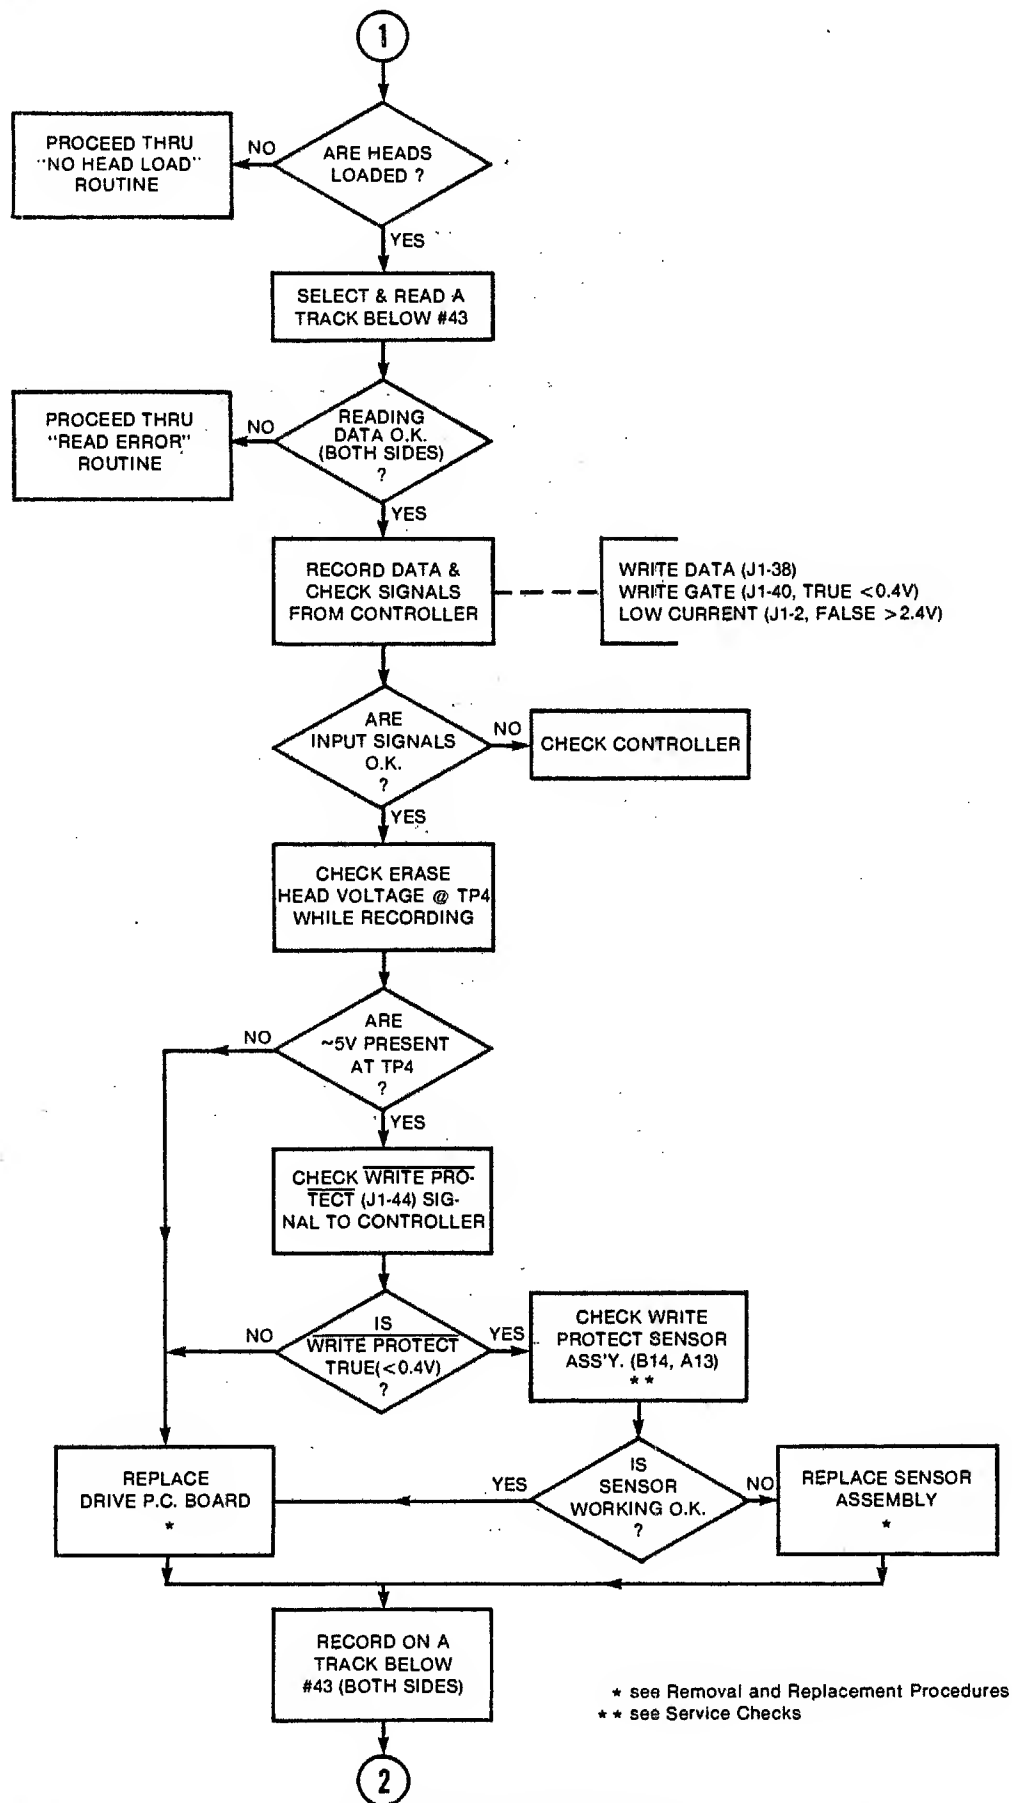 1
ARE HEADS
LOADED ?
NO
PROCEED THRU
"NO HEAD LOAD"
ROUTINE
YES
SELECT & READ A
TRACK BELOW #43
READING
DATA O.K.
(BOTH SIDES)
?
NO
PROCEED THRU
"READ ERROR"
ROUTINE
YES
RECORD DATA &
CHECK SIGNALS
FROM CONTROLLER
WRITE DATA (J1-38)
WRITE GATE (J1-40, TRUE <0.4V)
LOW CURRENT (J1-2, FALSE >2.4V)
ARE
INPUT SIGNALS
O.K.
?
NO
CHECK CONTROLLER
YES
CHECK ERASE
HEAD VOLTAGE @ TP4
WHILE RECORDING
ARE
~5V PRESENT
AT TP4
?
NO
YES
CHECK WRITE PRO-
TECT (J1-44) SIG-
NAL TO CONTROLLER
IS
WRITE PROTECT
TRUE(<0.4V)
?
NO
YES
CHECK WRITE
PROTECT SENSOR
ASS'Y. (B14, A13)
* *
IS
SENSOR
WORKING O.K.
?
YES
NO
REPLACE
DRIVE P.C. BOARD
*
REPLACE SENSOR
ASSEMBLY
*
RECORD ON A
TRACK BELOW
#43 (BOTH SIDES)
* see Removal and Replacement Procedures
* * see Service Checks
2